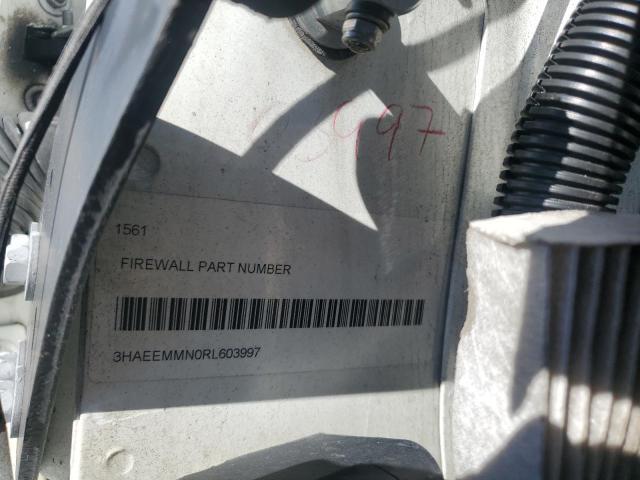 3997
1561
FIREWALL PART NUMBER
3HAEEMMN0RL603997